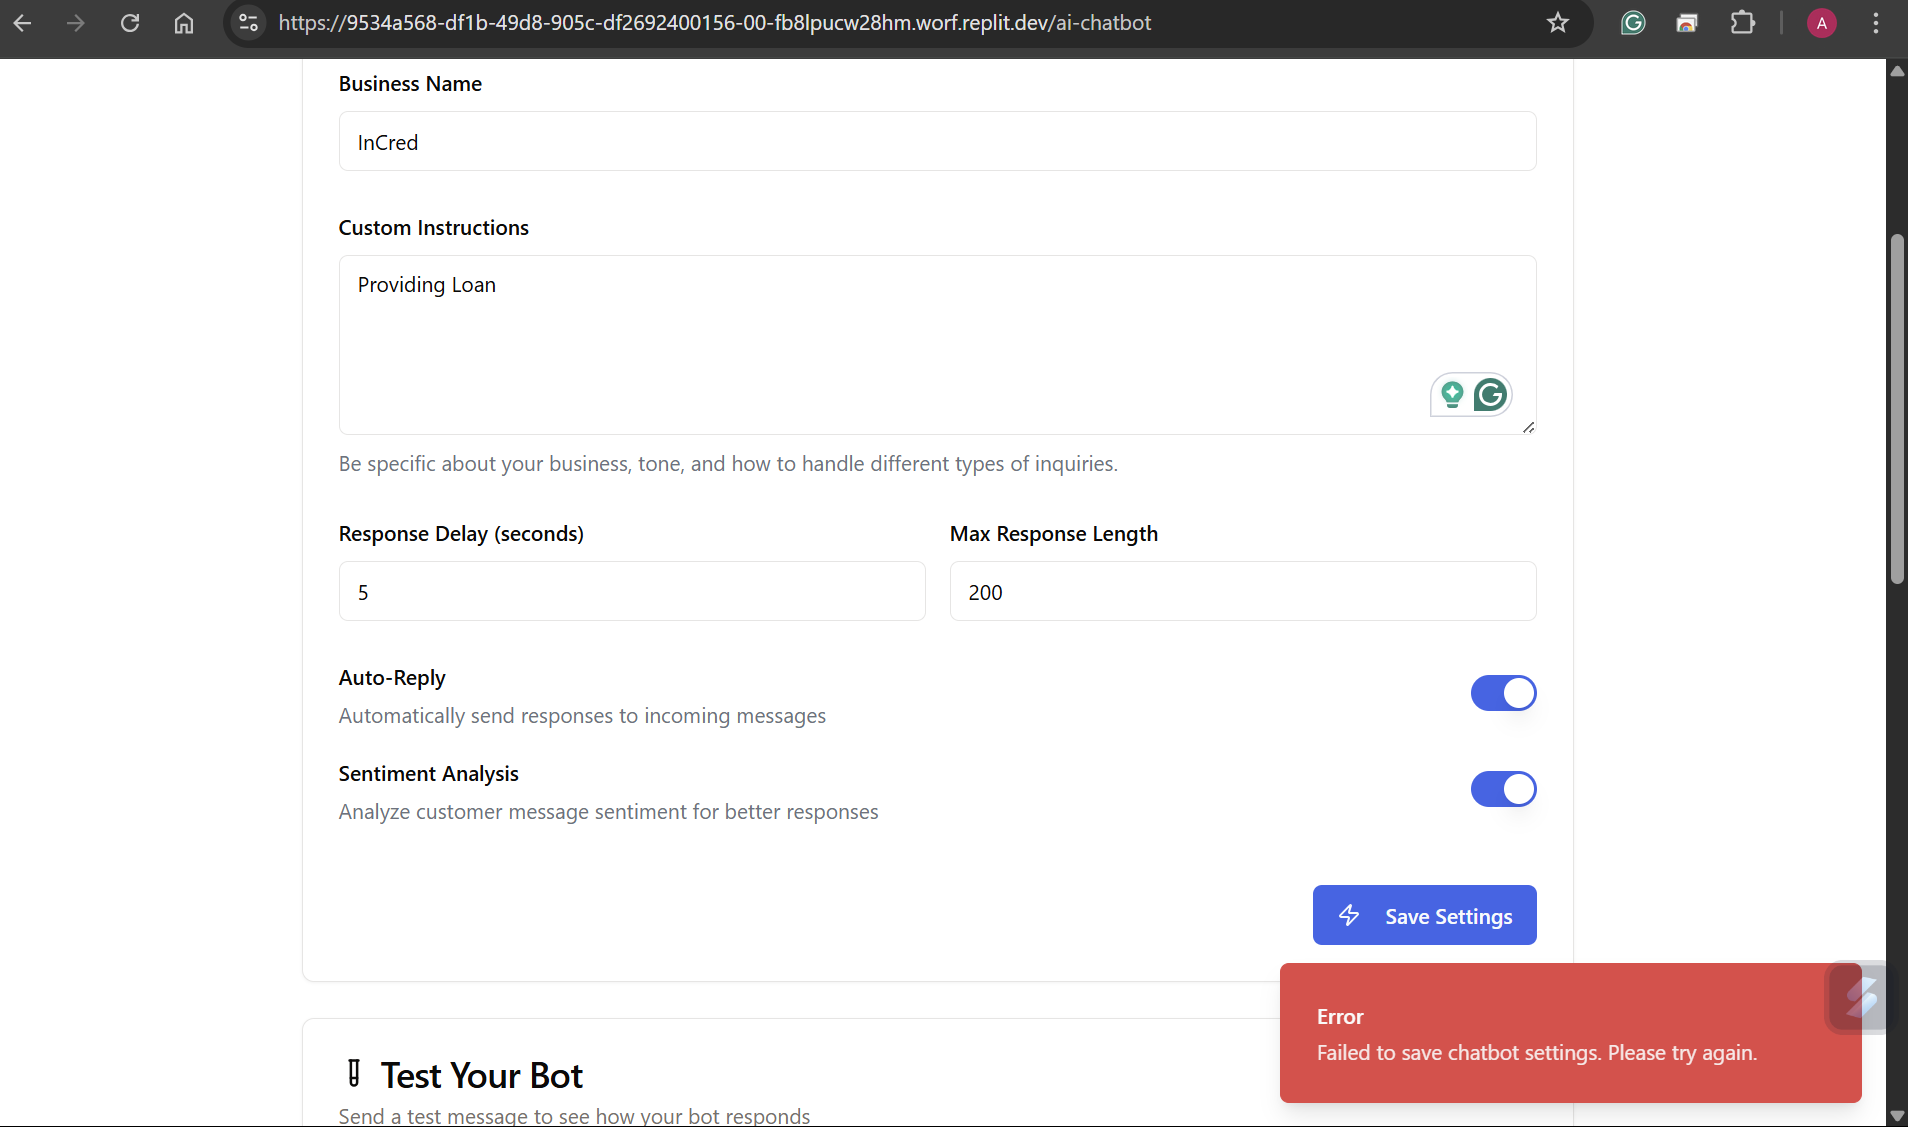 https://9534a568-df1b-49d8-905c-df2692400156-00-fb8lpucw28hm.worf.replit.dev/ai-chatbot
A
Business Name
InCred
Custom Instructions
Providing Loan
Be specific about your business, tone, and how to handle different types of inquiries.
Response Delay (seconds)
Max Response Length
5
200
Auto-Reply
Automatically send responses to incoming messages
Sentiment Analysis
Analyze customer message sentiment for better responses
Save Settings
Error
Failed to save chatbot settings. Please try again.
Test Your Bot
Send a test message to see how your bot responds